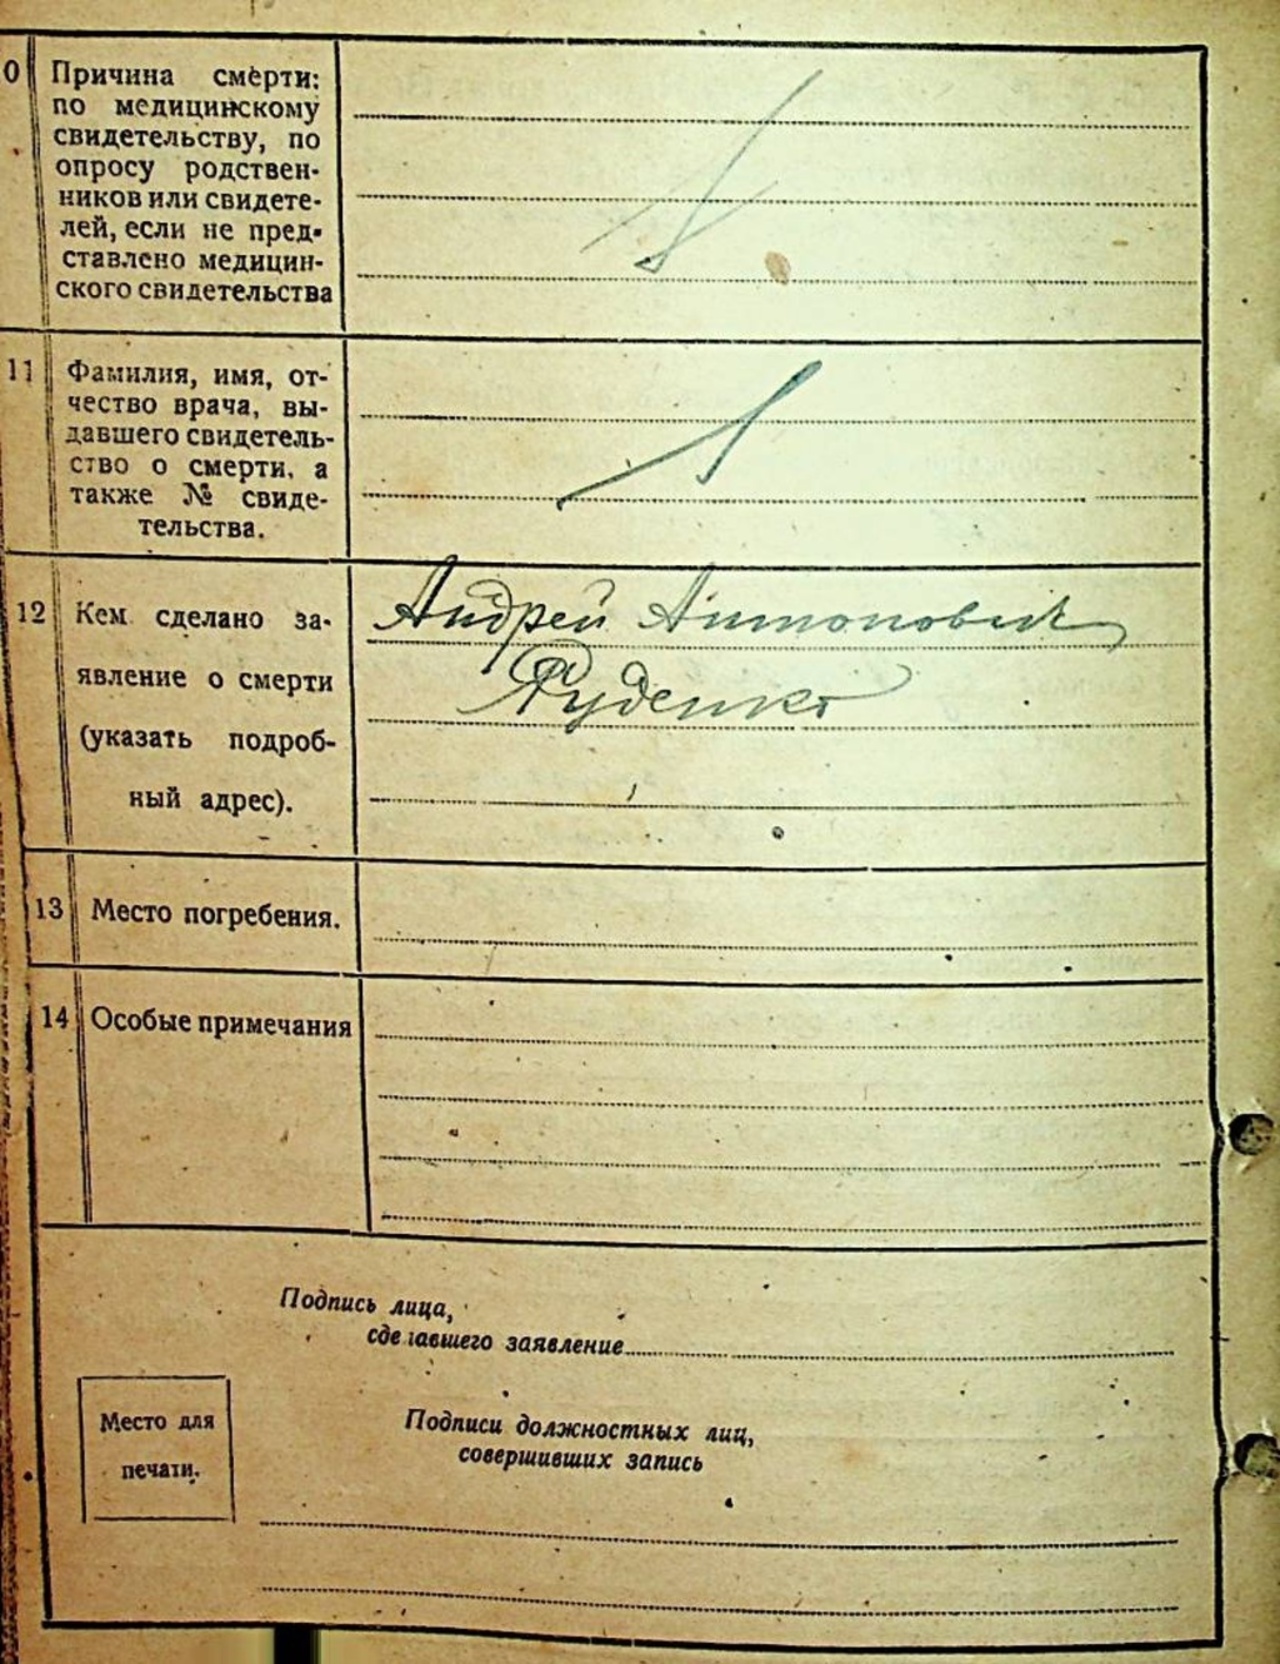 0 Причина смерти:
по медицинскому
свидетельству, по
опросу родствен-
ников или свидете-
лей, если не пред-
ставлено медицин-
ского свидетельства
11 Фамилия, имя, от-
чество врача, вы-
давшего свидетель-
ство о смерти, а
также № свиде-
тельства.
12 Кем сделано за-
явление о смерти
(указать подроб-
ный адрес).
Андрей Антонович
Руденко
13 Место погребения.
14 Особые примечания
Подпись лица,
сделавшего заявление
Место для
печати.
Подписи должностных лиц,
совершивших запись